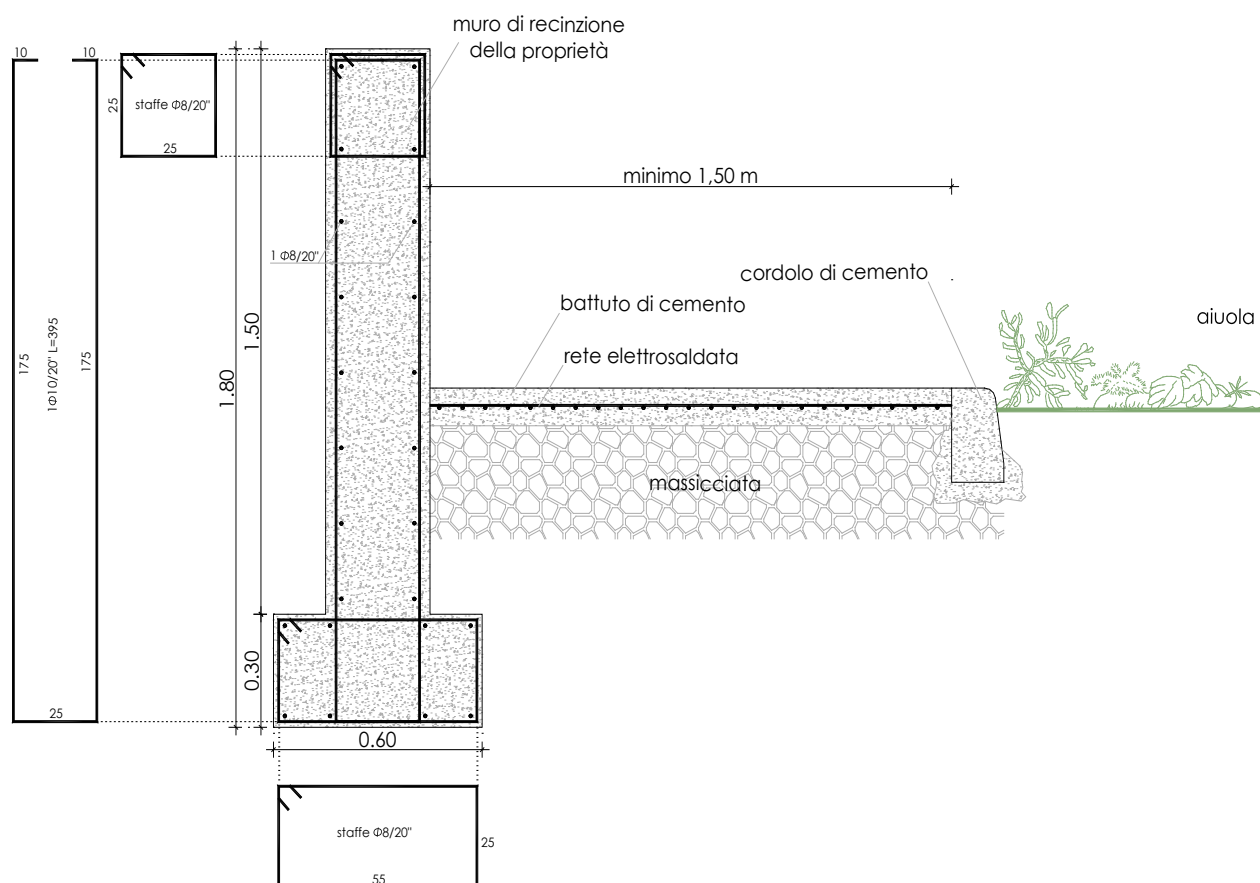 muro di recinzione
della proprietà
10
10
25
staffe Φ8/20"
25
minimo 1,50 m
1 Φ8/20"
cordolo di cemento
battuto di cemento
aiuola
rete elettrosaldata
175
1Φ10/20" L=395
175
1.80
1.50
massicciata
0.30
25
0.60
staffe Φ8/20"
25
55